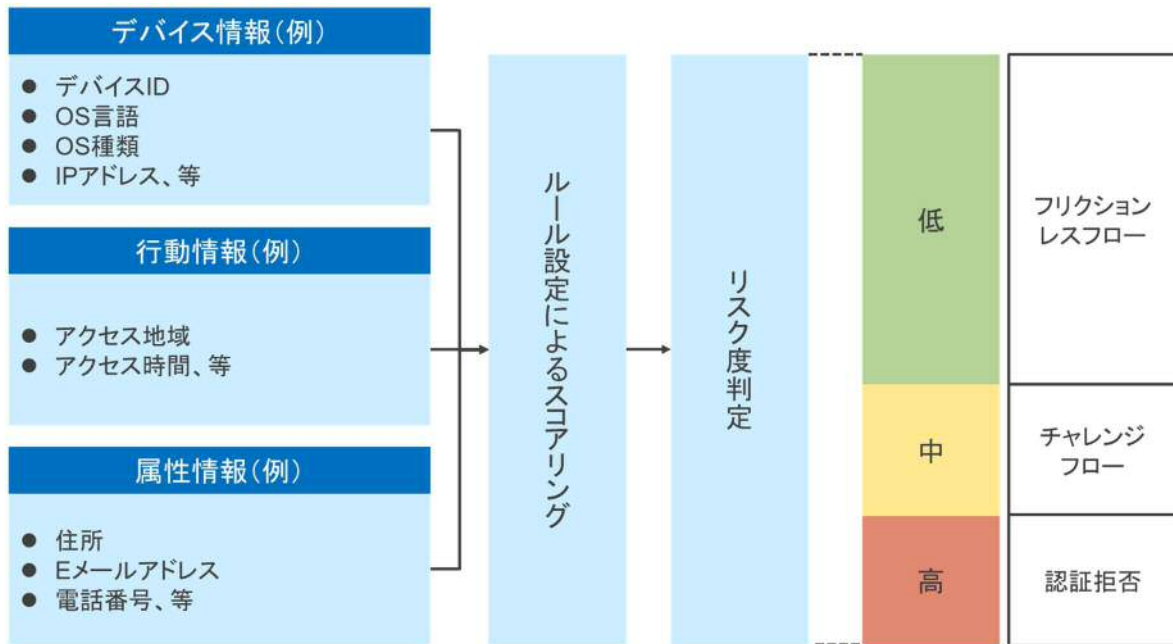 デバイス情報（例）
● デバイスID
● OS言語
● OS種類
● IPアドレス、等
行動情報（例）
● アクセス地域
● アクセス時間、等
属性情報（例）
● 住所
● Eメールアドレス
● 電話番号、等
ルール設定によるスコアリング
リスク度判定
低
フリクション
レスフロー
中
チャレンジ
フロー
高
認証拒否